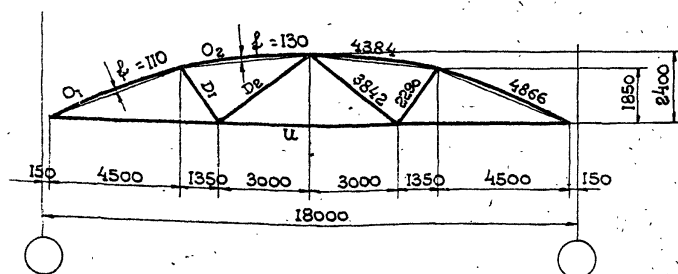 O₁
f = 110
O₂
f = 130
4384
D₁
D₂
3842
2290
4866
1850
2400
U
150
4500
1350
3000
3000
1350
4500
150
18000